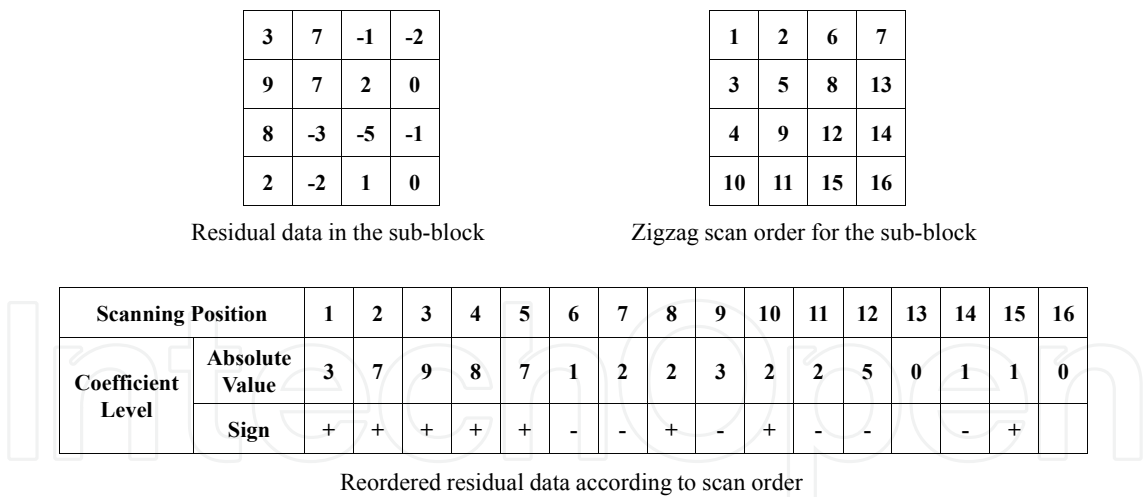 3 7 -1 -2
9 7 2 0
8 -3 -5 -1
2 -2 1 0
Residual data in the sub-block
1 2 6 7
3 5 8 13
4 9 12 14
10 11 15 16
Zigzag scan order for the sub-block
Scanning Position 1 2 3 4 5 6 7 8 9 10 11 12 13 14 15 16
Coefficient Level
Absolute Value 3 7 9 8 7 1 2 2 3 2 2 5 0 1 1 0
Sign + + + + + - - + - + - - - +
Reordered residual data according to scan order
IntechOpen